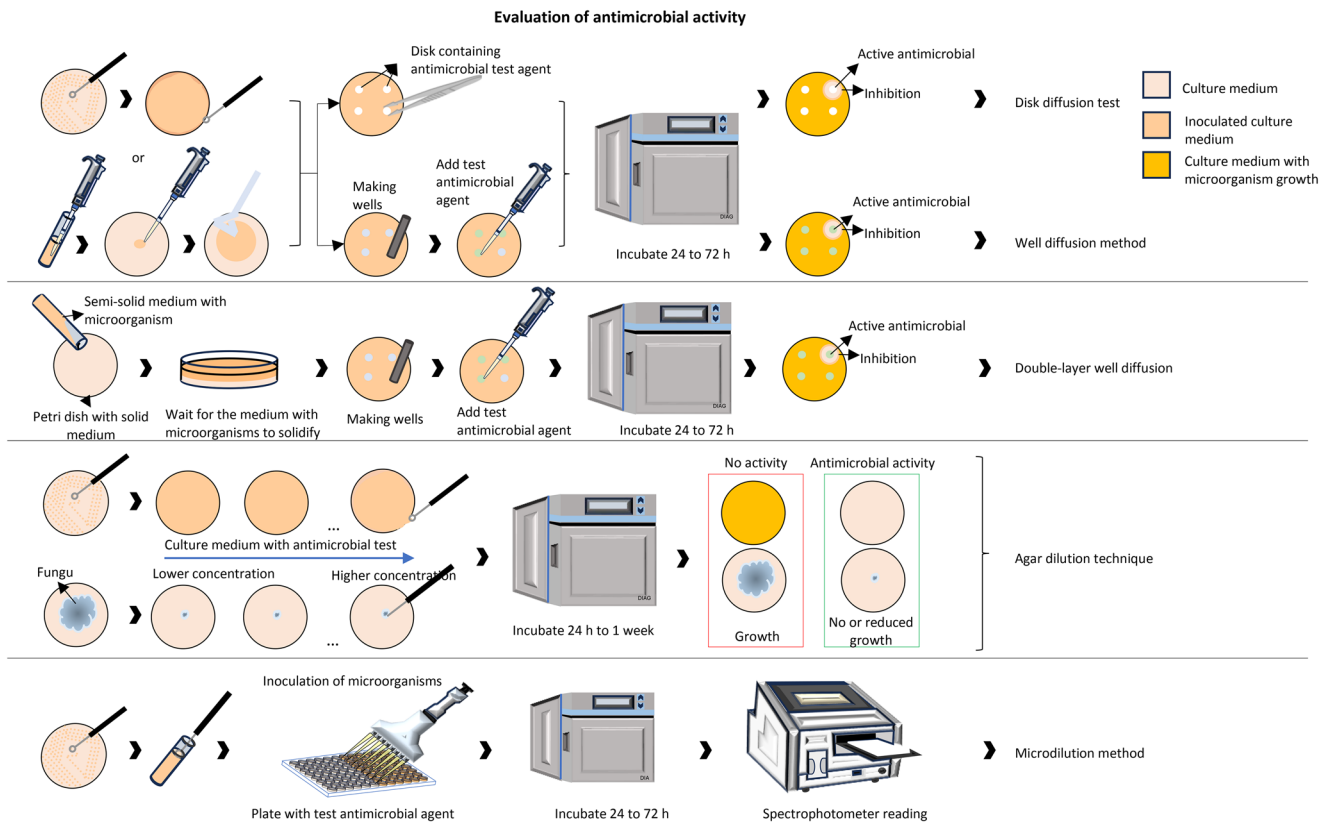 Evaluation of antimicrobial activity
Disk containing
antimicrobial test agent
Active antimicrobial
Inhibition
Disk diffusion test
Culture medium
Inoculated culture
medium
Culture medium with
microorganism growth
or
Making
wells
Add test
antimicrobial
agent
DIAG
Incubate 24 to 72 h
Active antimicrobial
Inhibition
Well diffusion method
Semi-solid medium with
microorganism
Petri dish with solid
medium
Wait for the medium with
microorganisms to solidify
Making wells
Add test
antimicrobial agent
DIAG
Incubate 24 to 72 h
Active antimicrobial
Inhibition
Double-layer well diffusion
...
Culture medium with antimicrobial test
Fungu
Lower concentration
Higher concentration
...
DIAG
Incubate 24 h to 1 week
No activity
Antimicrobial activity
Growth
No or reduced
growth
Agar dilution technique
Inoculation of microorganisms
Plate with test antimicrobial agent
DIA
Incubate 24 to 72 h
Spectrophotometer reading
Microdilution method